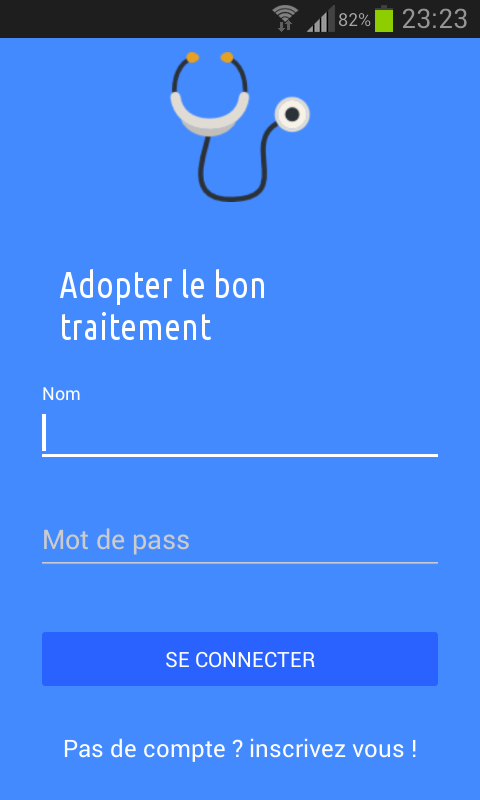 82% 23:23
Adopter le bon
traitement
Nom
Mot de pass
SE CONNECTER
Pas de compte ? inscrivez vous !